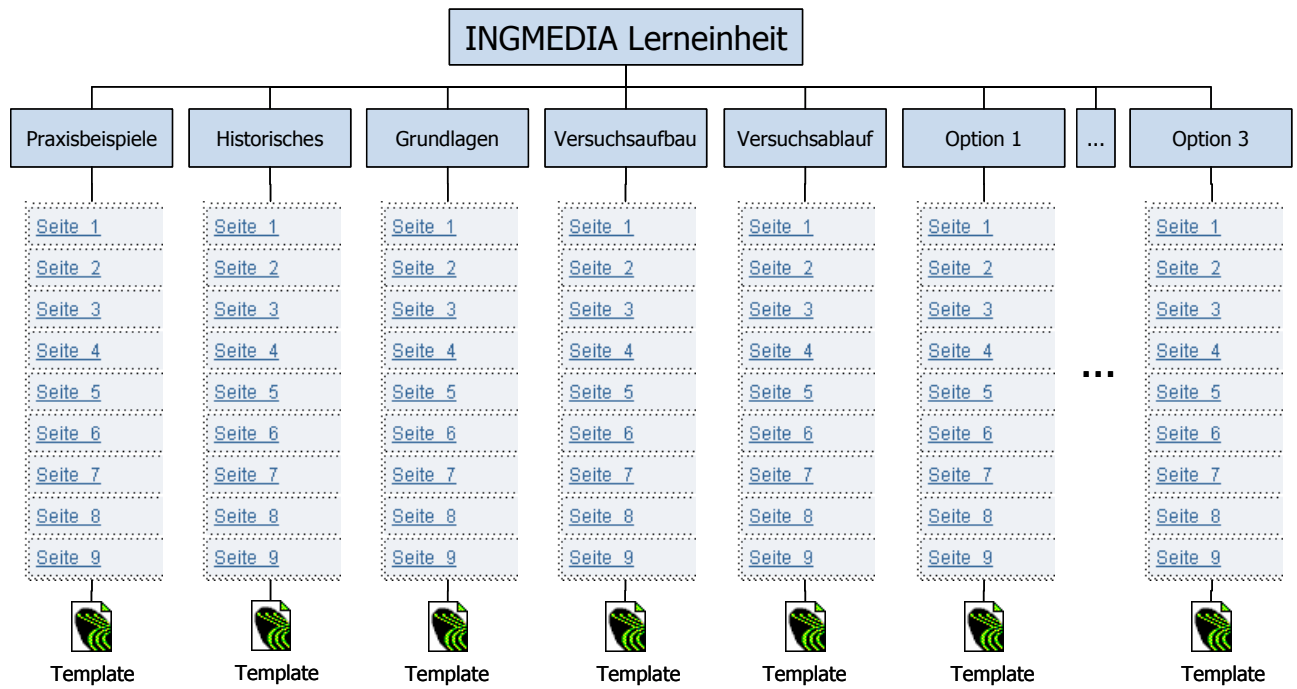 INGMEDIA Lerneinheit
Praxisbeispiele Historisches Grundlagen Versuchsaufbau Versuchsablauf Option 1 ... Option 3
Seite 1 Seite 1 Seite 1 Seite 1 Seite 1 Seite 1 Seite 1
Seite 2 Seite 2 Seite 2 Seite 2 Seite 2 Seite 2 Seite 2
Seite 3 Seite 3 Seite 3 Seite 3 Seite 3 Seite 3 Seite 3
Seite 4 Seite 4 Seite 4 Seite 4 Seite 4 Seite 4 Seite 4
...
Seite 5 Seite 5 Seite 5 Seite 5 Seite 5 Seite 5 Seite 5
Seite 6 Seite 6 Seite 6 Seite 6 Seite 6 Seite 6 Seite 6
Seite 7 Seite 7 Seite 7 Seite 7 Seite 7 Seite 7 Seite 7
Seite 8 Seite 8 Seite 8 Seite 8 Seite 8 Seite 8 Seite 8
Seite 9 Seite 9 Seite 9 Seite 9 Seite 9 Seite 9 Seite 9
Template Template Template Template Template Template Template